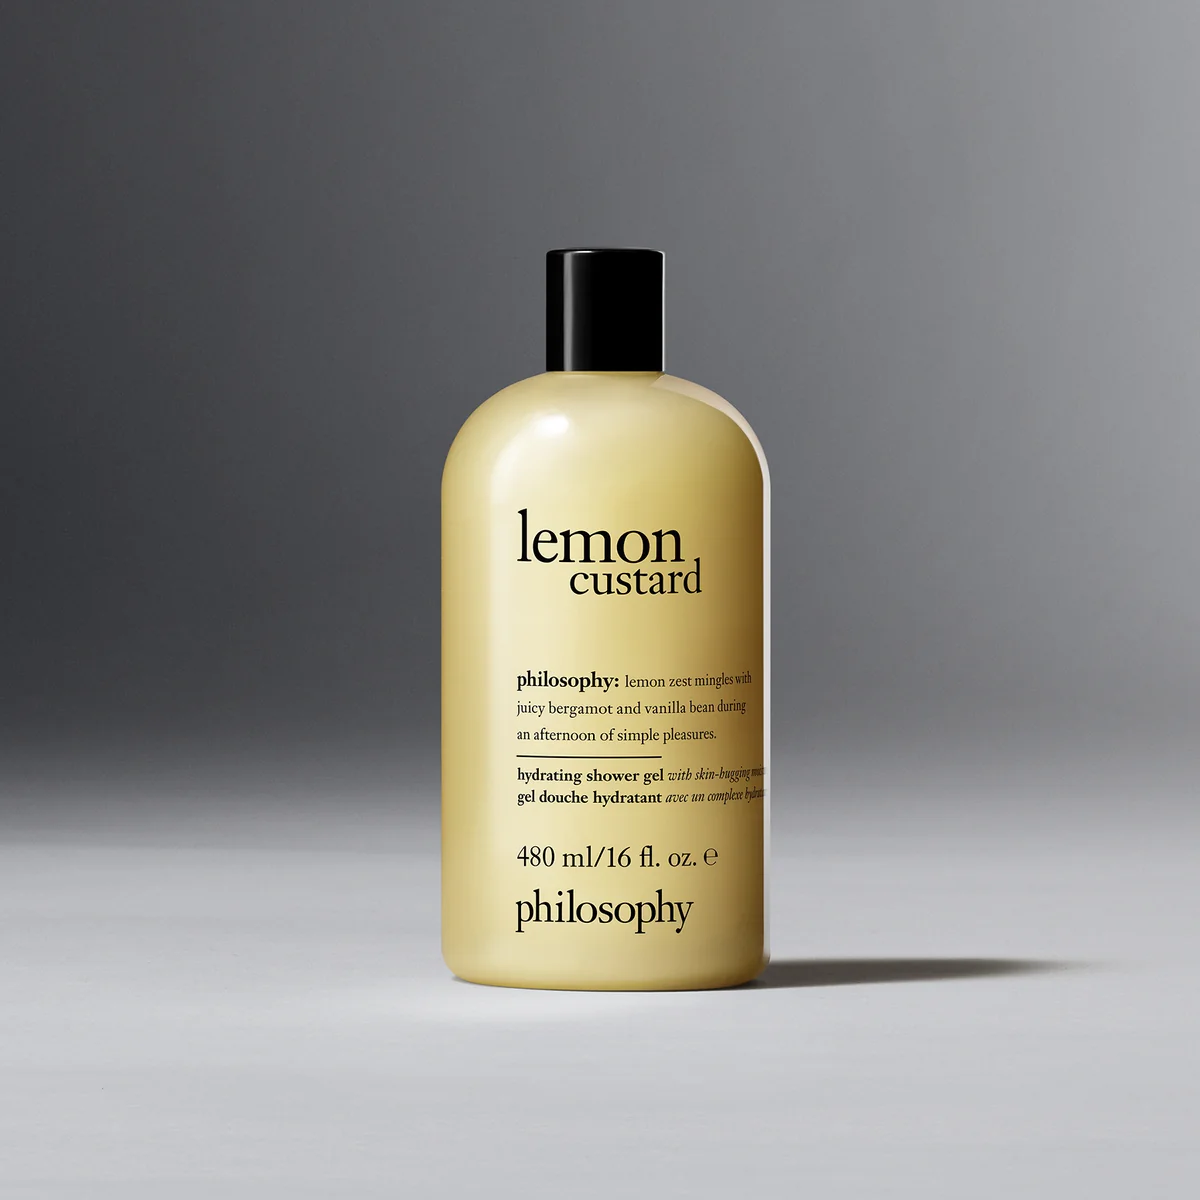 lemon
custard
philosophy: lemon zest mingles with
juicy bergamot and vanilla bean during
an afternoon of simple pleasures.
hydrating shower gel with skin-hugging
gel douche hydratant avec un complexe
480 ml/16 fl. oz. ℮
philosophy